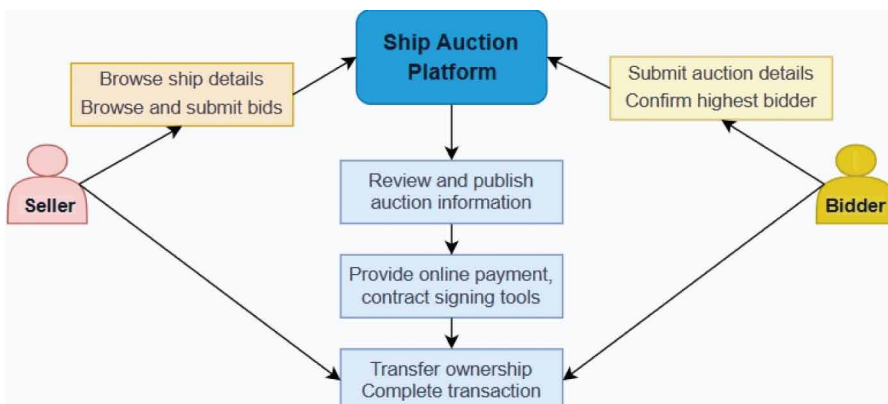 Ship Auction
Platform
Browse ship details
Browse and submit bids
Submit auction details
Confirm highest bidder
Seller
Bidder
Review and publish
auction information
Provide online payment,
contract signing tools
Transfer ownership
Complete transaction